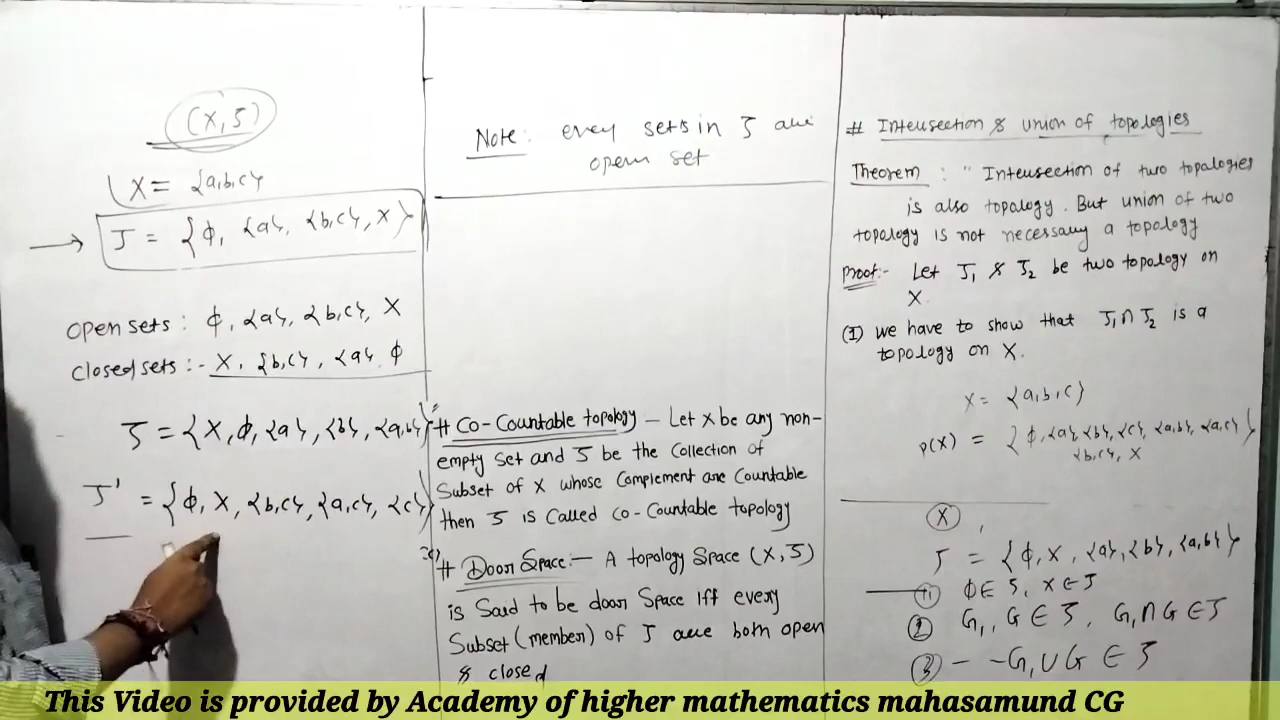 (X, J)
X = {a,b,c}
J = {ϕ, {a}, {b,c}, X}
open sets : ϕ, {a}, {b,c}, X
closed sets :- X, {b,c}, {a}, ϕ
J = {X, ϕ, {a}, {b}, {a,b}}
J' = {ϕ, X, {b,c}, {a,c}, {c}}
Note : every sets in J are
open set
# Co-Countable topology – Let X be any non-
empty set and J be the Collection of
Subset of X whose Complement are Countable
then J is Called Co-Countable topology
# Door Space:– A topology Space (X, J)
is Said to be door Space iff every
Subset (member) of J are both open
& closed
# Intersection & union of topologies
Theorem : " Intersection of two topalogies
is also topology. But union of two
topology is not necessary a topology
Proof:- Let J₁ & J₂ be two topology on
X.
(I) we have to show that J₁ ∩ J₂ is a
topology on X.
X = {a,b,c}
P(X) = {ϕ, {a}, {b}, {c}, {a,b}, {a,c}
{b,c}, X }
(X) ,
J = {ϕ, X, {a}, {b}, {a,b}}
ϕ ∈ J, X ∈ J
(2) G₁, G ∈ J, G₁ ∩ G ∈ J
(3) – – G₁ ∪ G ∈ J
This Video is provided by Academy of higher mathematics mahasamund CG